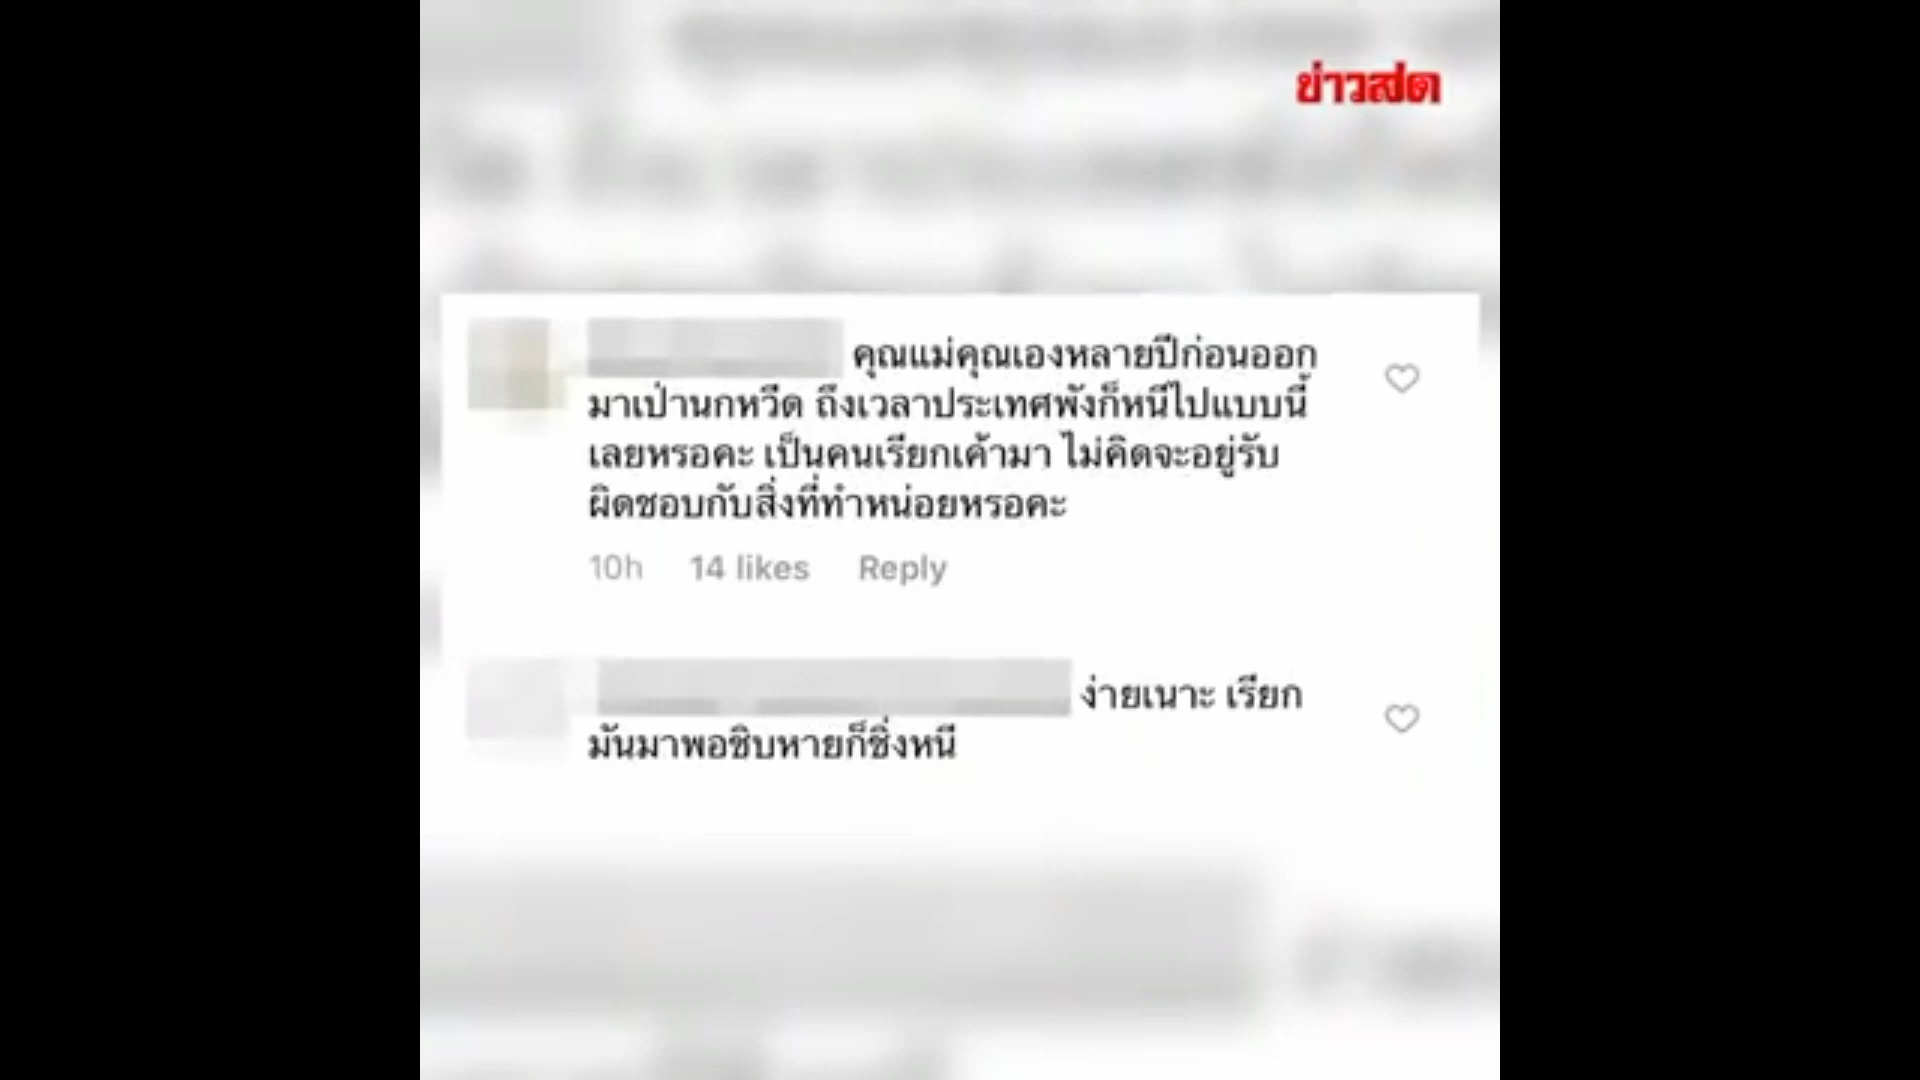 ข่าวสด
คุณแม่คุณเองหลายปีก่อนออก
มาเป่านกหวีด ถึงเวลาประเทศพังก็หนีไปแบบนี้
เลยหรอคะ เป็นคนเรียกเค้ามา ไม่คิดจะอยู่รับ
ผิดชอบกับสิ่งที่ทำหน่อยหรอคะ
10h 14 likes Reply
ง่ายเนาะ เรียก
มันมาพอชิบหายก็ชิ่งหนี